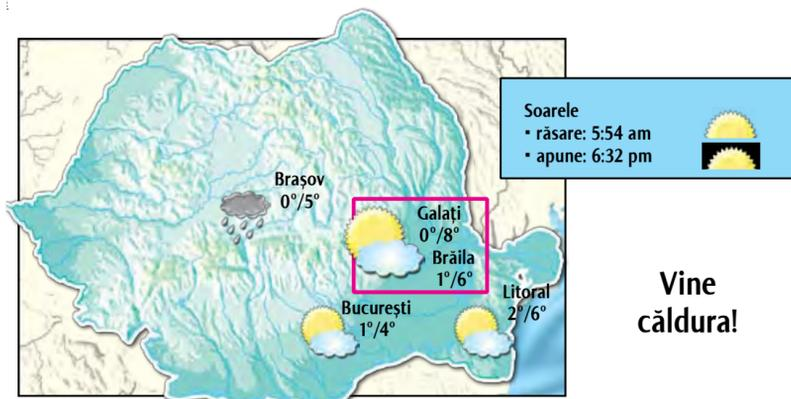 Soarele
▪ răsare: 5:54 am
▪ apune: 6:32 pm
Brașov
0°/5°
Galați
0°/8°
Brăila
1°/6°
Litoral
2°/6°
București
1°/4°
Vine
căldura!